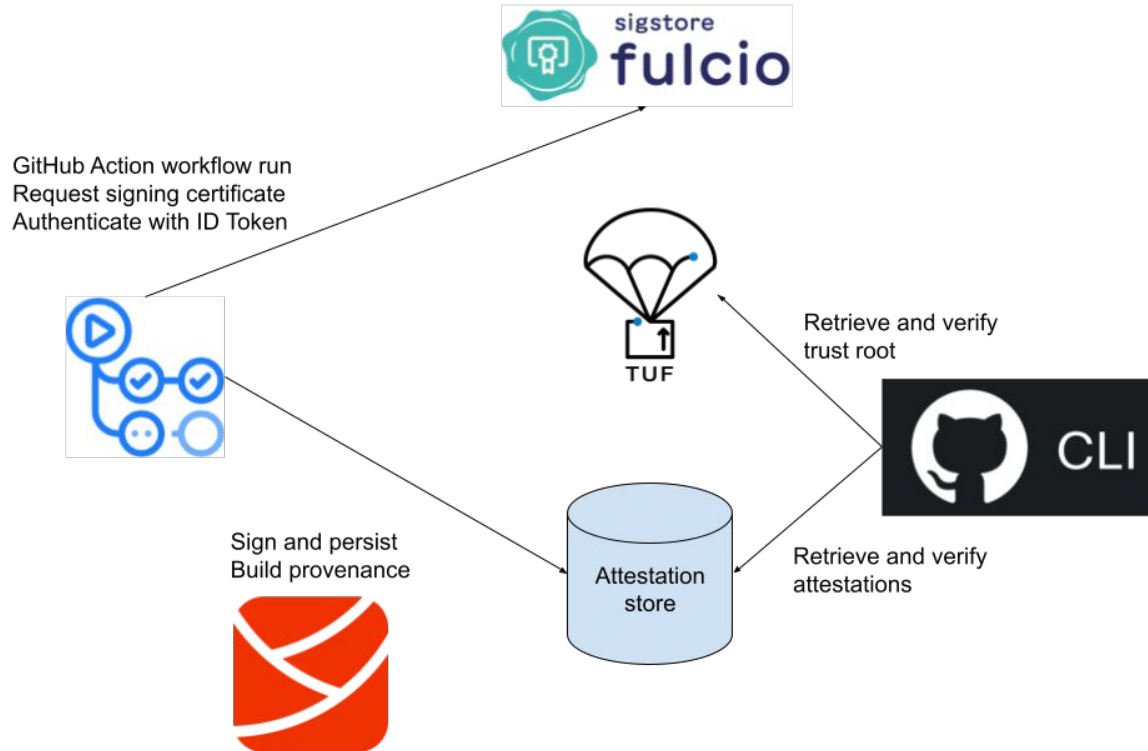 sigstore
fulcio
GitHub Action workflow run
Request signing certificate
Authenticate with ID Token
TUF
Retrieve and verify
trust root
CLI
Sign and persist
Build provenance
Attestation
store
Retrieve and verify
attestations